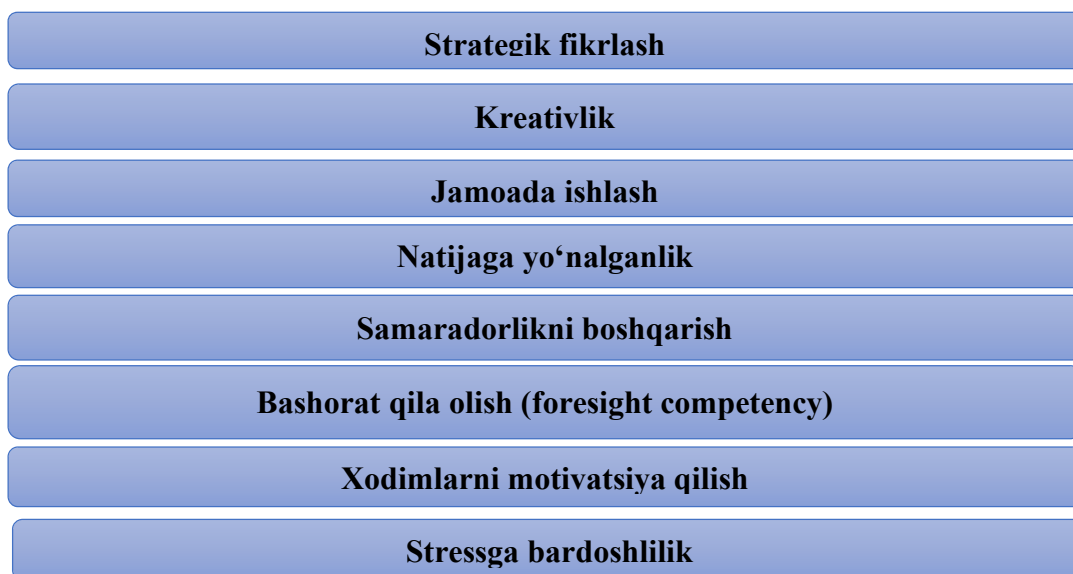 Strategik fikrlash
Kreativlik
Jamoada ishlash
Natijaga yo‘nalganlik
Samaradorlikni boshqarish
Bashorat qila olish (foresight competency)
Xodimlarni motivatsiya qilish
Stressga bardoshlilik